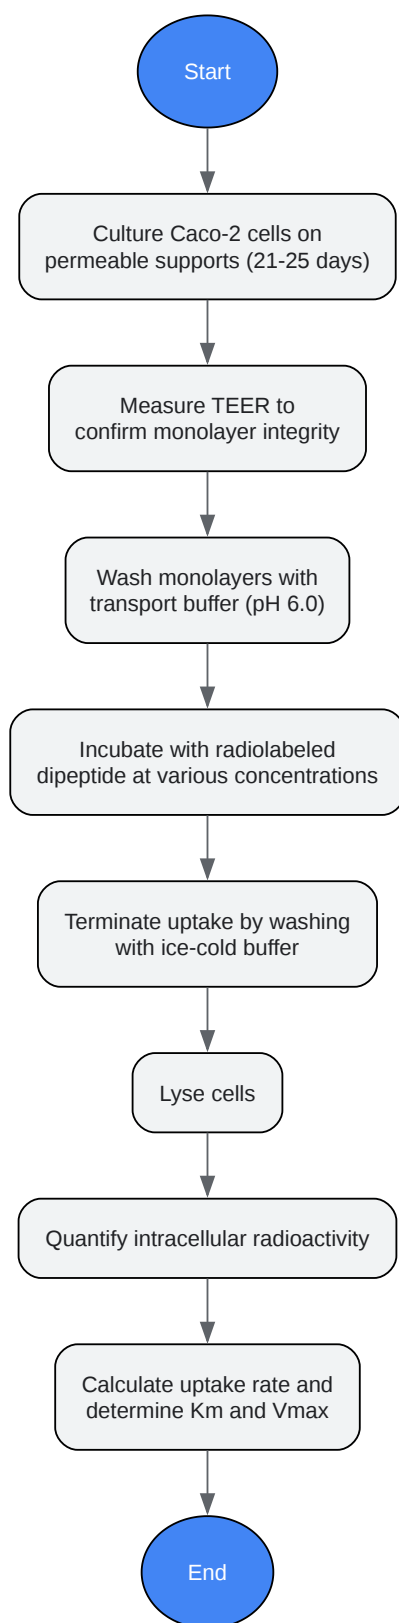 Start
Culture Caco-2 cells on
permeable supports (21-25 days)
Measure TEER to
confirm monolayer integrity
Wash monolayers with
transport buffer (pH 6.0)
Incubate with radiolabeled
dipeptide at various concentrations
Terminate uptake by washing
with ice-cold buffer
Lyse cells
Quantify intracellular radioactivity
Calculate uptake rate and
determine Km and Vmax
End